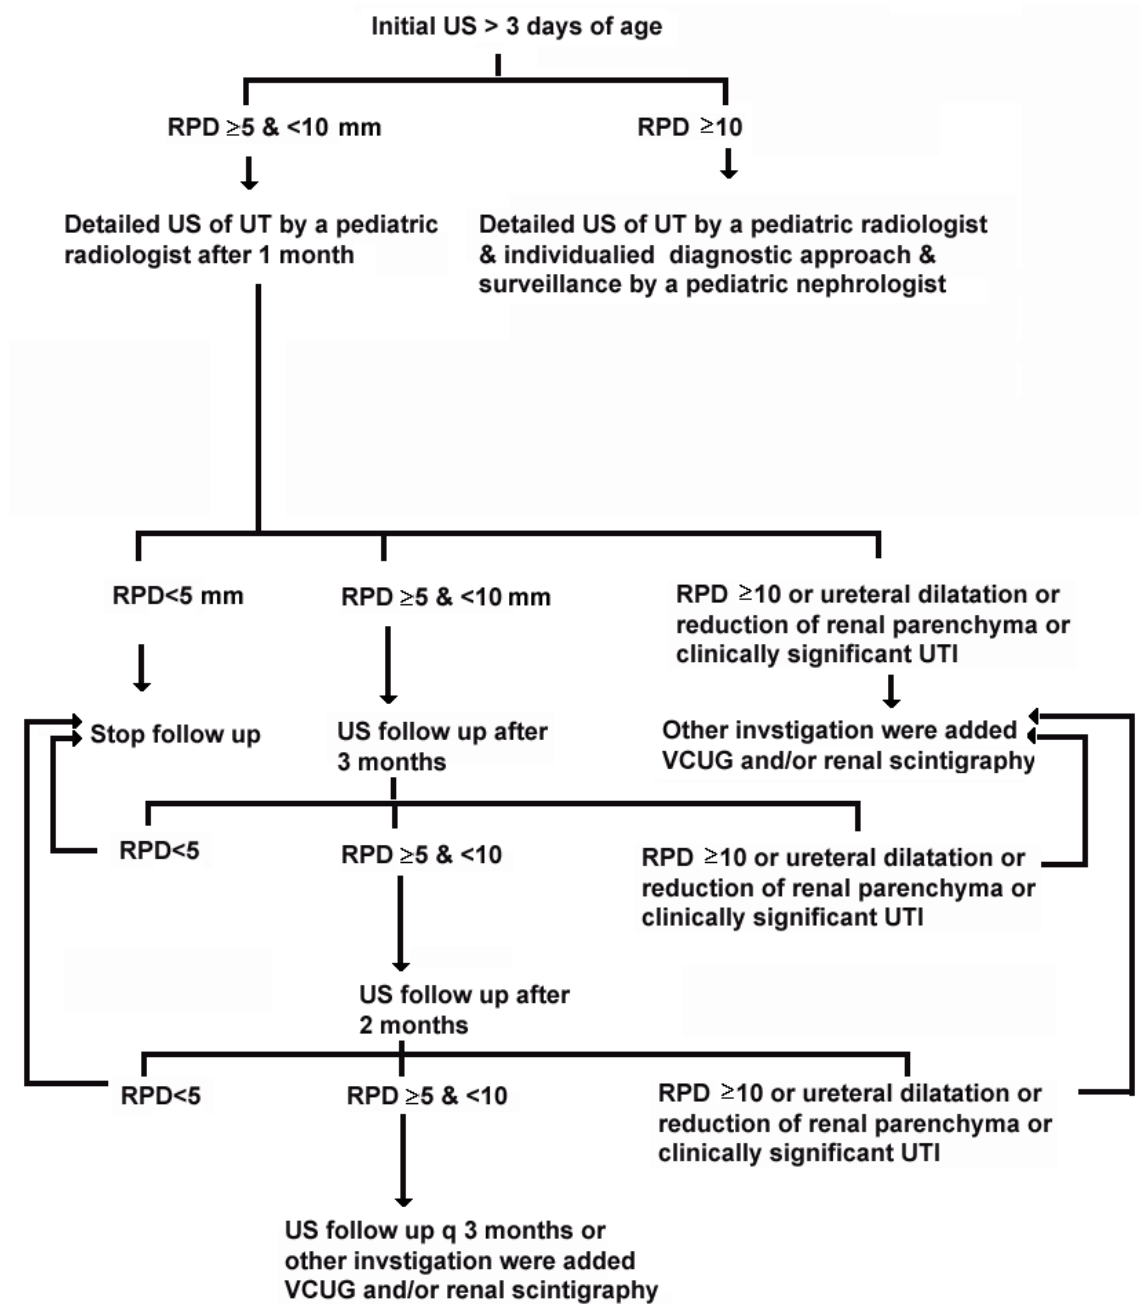 Initial US > 3 days of age
RPD ≥5 & <10 mm
RPD ≥10
Detailed US of UT by a pediatric
radiologist after 1 month
Detailed US of UT by a pediatric radiologist
& individualied diagnostic approach &
surveillance by a pediatric nephrologist
RPD<5 mm
RPD ≥5 & <10 mm
RPD ≥10 or ureteral dilatation or
reduction of renal parenchyma or
clinically significant UTI
Stop follow up
US follow up after
3 months
Other invstigation were added
VCUG and/or renal scintigraphy
RPD<5
RPD ≥5 & <10
RPD ≥10 or ureteral dilatation or
reduction of renal parenchyma or
clinically significant UTI
US follow up after
2 months
RPD<5
RPD ≥5 & <10
RPD ≥10 or ureteral dilatation or
reduction of renal parenchyma or
clinically significant UTI
US follow up q 3 months or
other invstigation were added
VCUG and/or renal scintigraphy